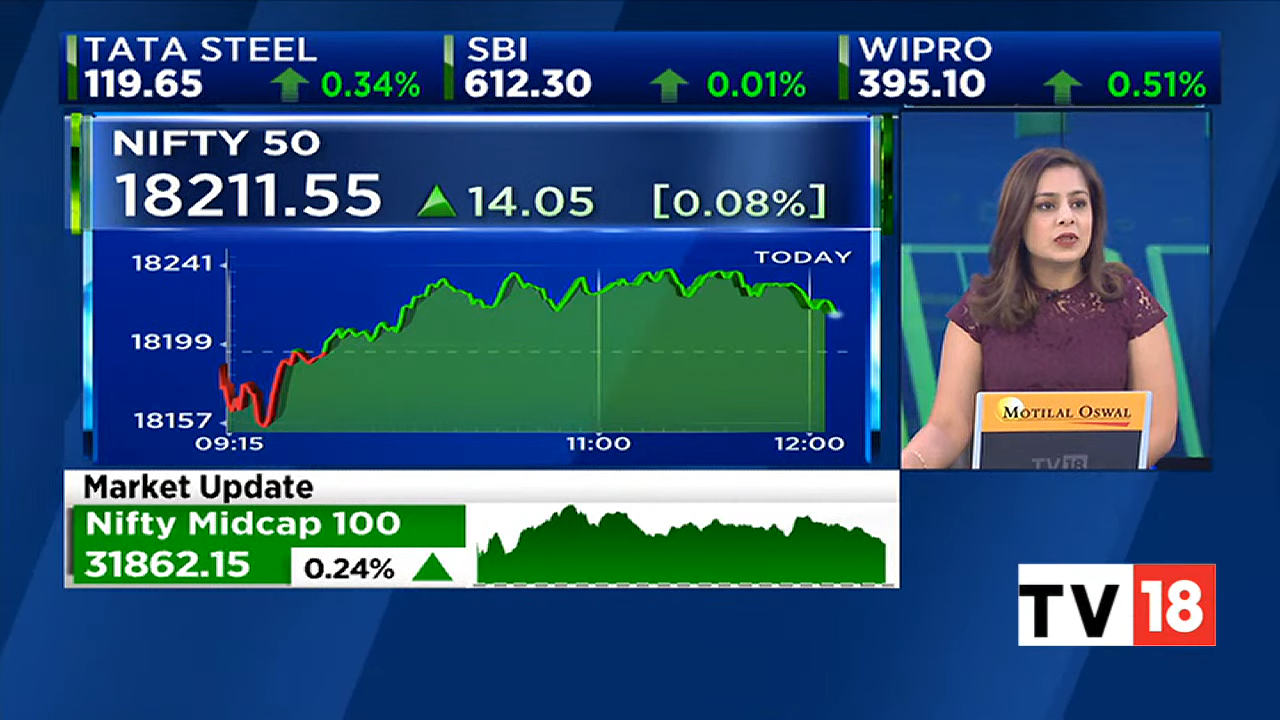 TATA STEEL
119.65 0.34%
SBI
612.30 0.01%
WIPRO
395.10 0.51%
NIFTY 50
18211.55 14.05 [0.08%]
TODAY
18241
18199
18157
09:15 11:00 12:00
MOTILAL OSWAL
TV18
Market Update
Nifty Midcap 100
31862.15 0.24%
TV18